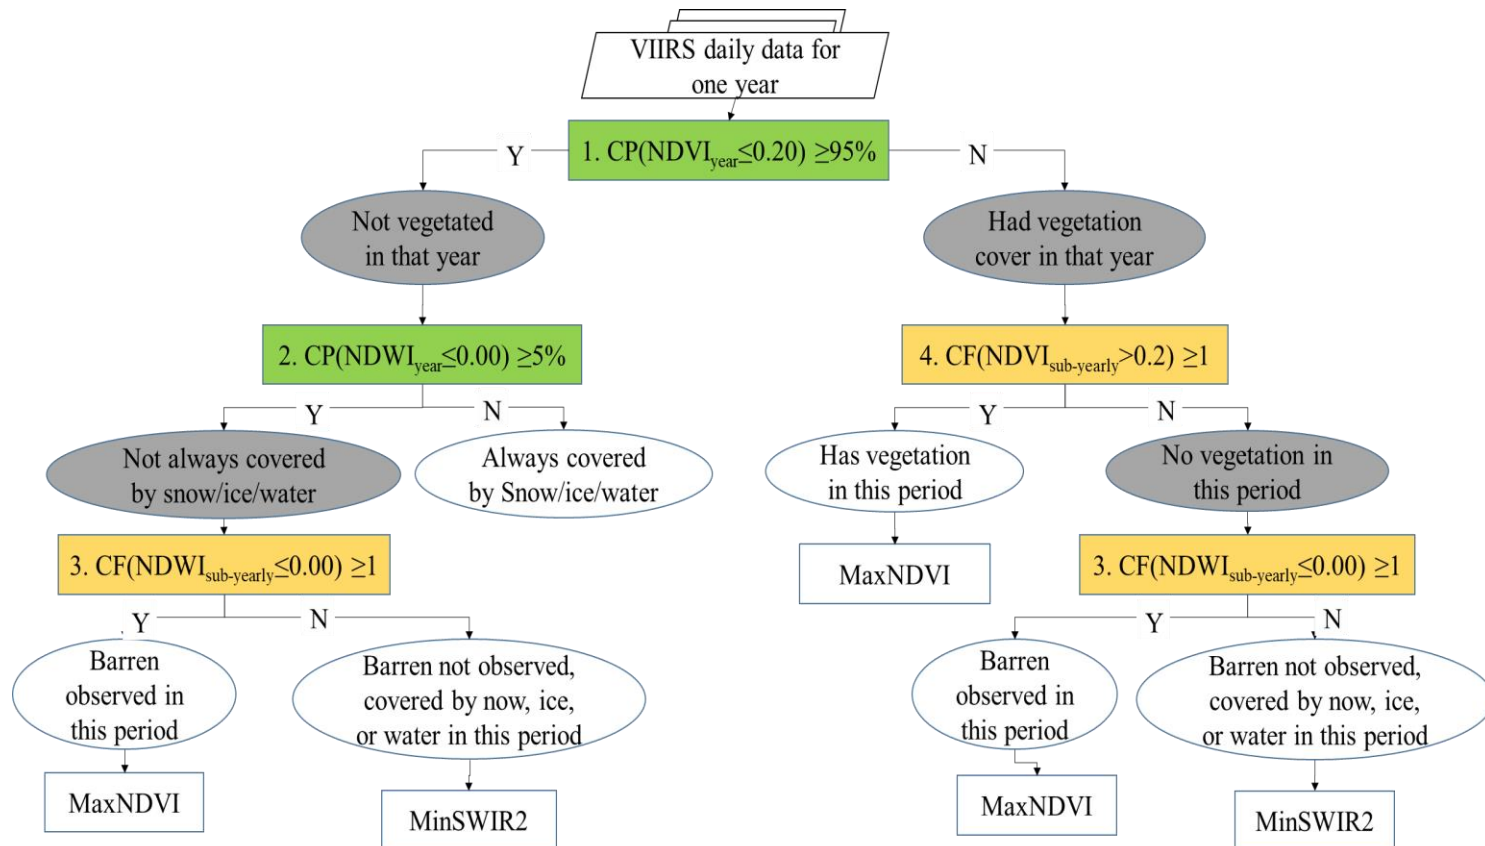 VIIRS daily data for
one year
1. CP(NDVIyear≤0.20) ≥95%
Y
N
Not vegetated
in that year
Had vegetation
cover in that year
2. CP(NDWIyear≤0.00) ≥5%
4. CF(NDVIsub-yearly>0.2) ≥1
Y
N
Y
N
Not always covered
by snow/ice/water
Always covered
by Snow/ice/water
Has vegetation
in this period
No vegetation in
this period
3. CF(NDWIsub-yearly≤0.00) ≥1
MaxNDVI
3. CF(NDWIsub-yearly≤0.00) ≥1
Y
N
Y
N
Barren
observed in
this period
Barren not observed,
covered by now, ice,
or water in this period
Barren
observed in
this period
Barren not observed,
covered by now, ice,
or water in this period
MaxNDVI
MinSWIR2
MaxNDVI
MinSWIR2